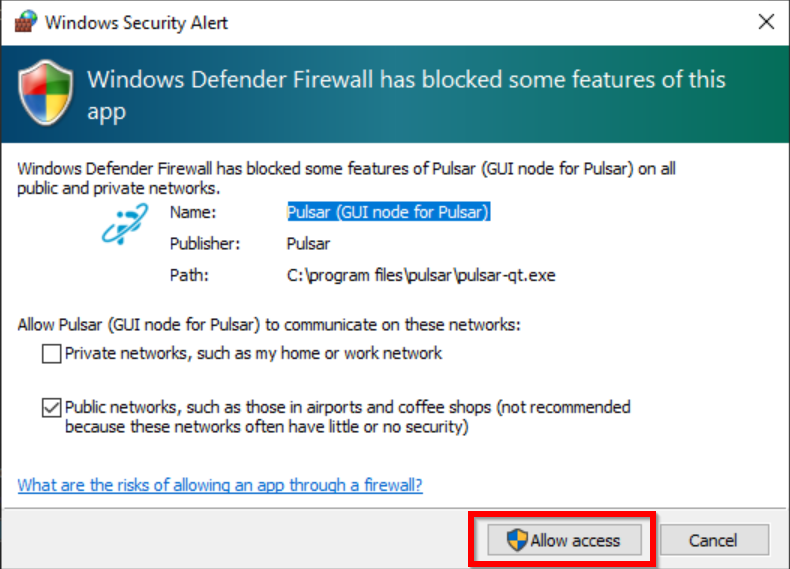 Windows Security Alert
Windows Defender Firewall has blocked some features of this
app
Windows Defender Firewall has blocked some features of Pulsar (GUI node for Pulsar) on all
public and private networks.
Name: Pulsar (GUI node for Pulsar)
Publisher: Pulsar
Path: C:\program files\pulsar\pulsar-qt.exe
Allow Pulsar (GUI node for Pulsar) to communicate on these networks:
Private networks, such as my home or work network
Public networks, such as those in airports and coffee shops (not recommended
because these networks often have little or no security)
What are the risks of allowing an app through a firewall?
Allow access Cancel